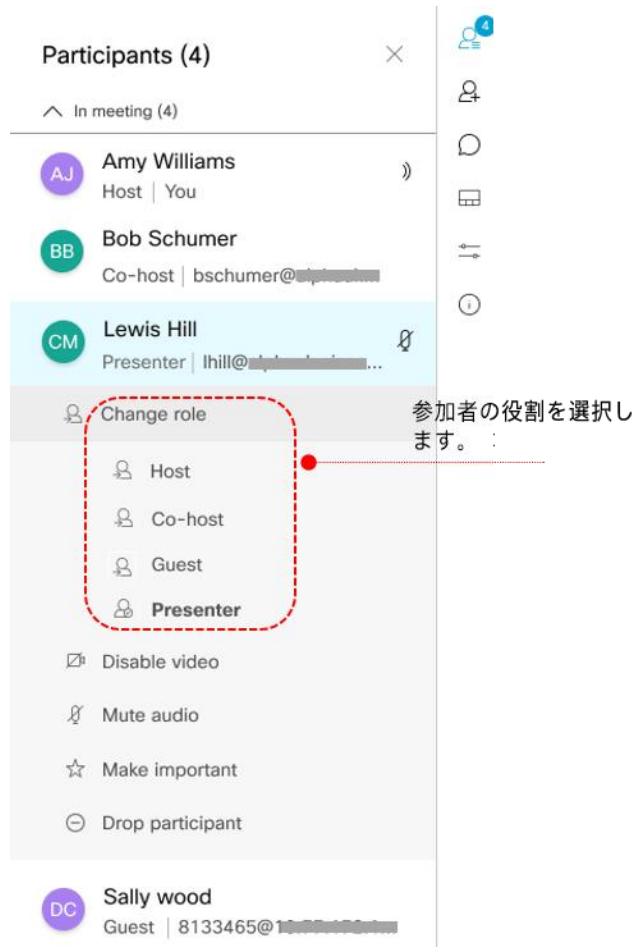 4
Participants (4)
In meeting (4)
AJ
Amy Williams
Host | You
BB
Bob Schumer
Co-host | bschumer@
CM
Lewis Hill
Presenter | lhill@ ...
Change role
参加者の役割を選択し
ます。 :
Host
Co-host
Guest
Presenter
Disable video
Mute audio
Make important
Drop participant
DC
Sally wood
Guest | 8133465@